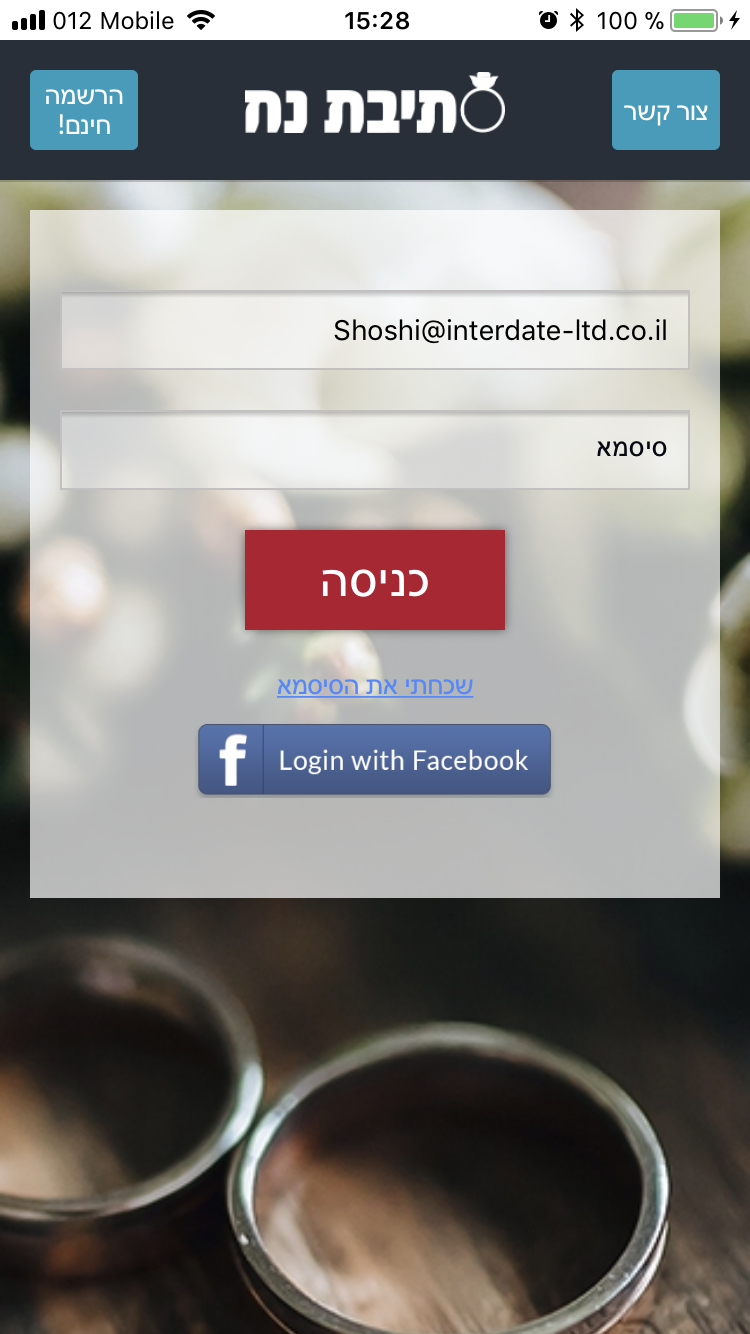 012 Mobile 15:28 100 %
צור קשר
תיבת נח
הרשמה
חינם!
Shoshi@interdate-ltd.co.il
סיסמא
כניסה
שכחתי את הסיסמא
f Login with Facebook